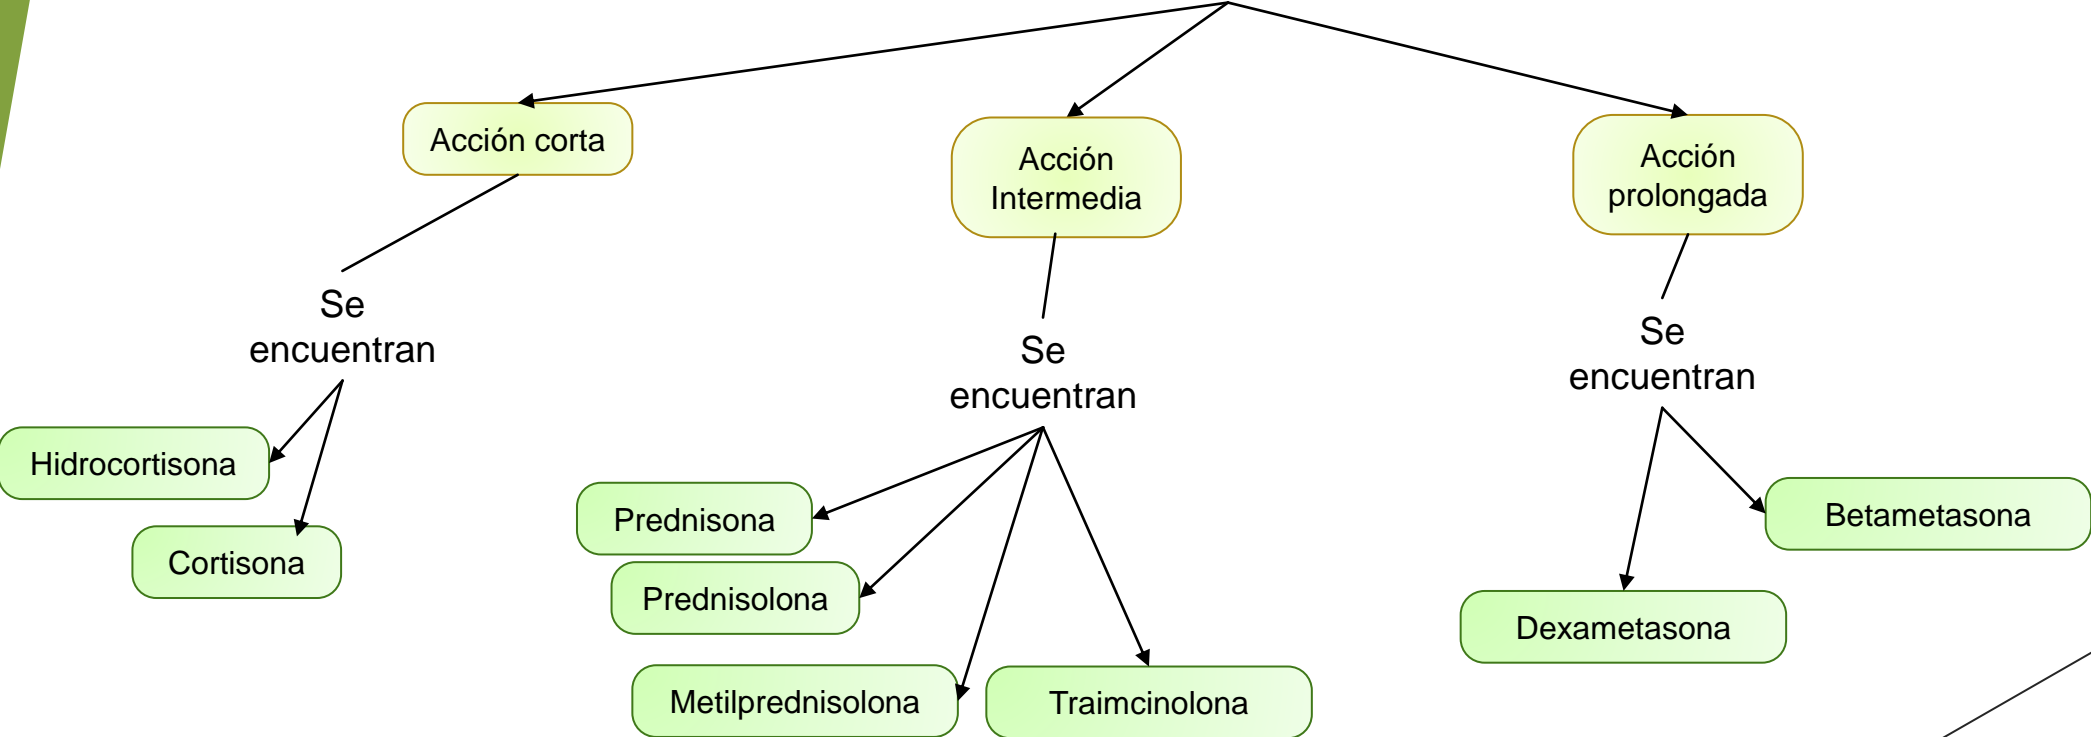 Acción corta
Acción
Intermedia
Acción
prolongada
Se
encuentran
Se
encuentran
Se
encuentran
Hidrocortisona
Cortisona
Prednisona
Prednisolona
Metilprednisolona
Traimcinolona
Betametasona
Dexametasona